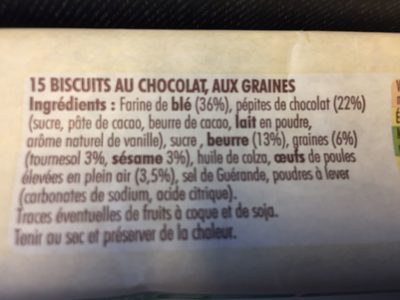 15 BISCUITS AU CHOCOLAT, AUX GRAINES
Ingrédients : Farine de blé (36%), pépites de chocolat (22%)
(sucre, pâte de cacao, beurre de cacao, lait en poudre,
arôme naturel de vanille), sucre , beurre (13%), graines (6%)
(tournesol 3%, sésame 3%), huile de colza, œufs de poules
élevées en plein air (3,5%), sel de Guérande, poudres à lever
(carbonates de sodium, acide citrique).
Traces éventuelles de fruits à coque et de soja.
Tenir au sec et préserver de la chaleur.